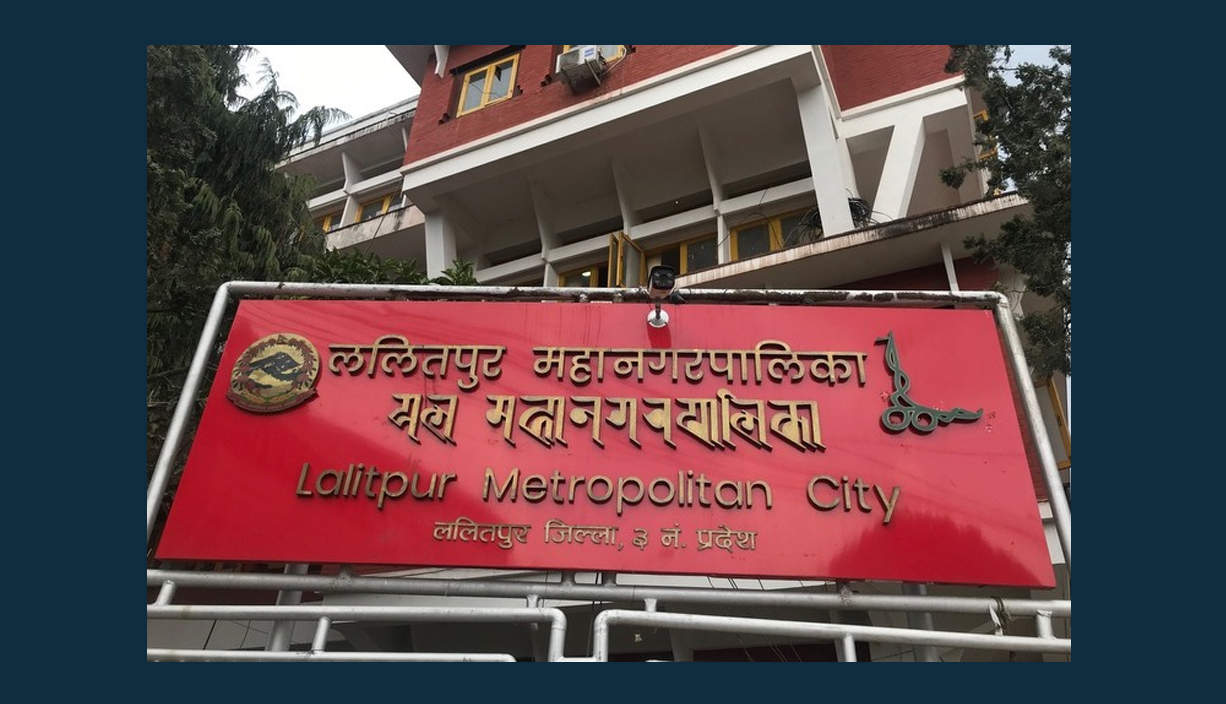 ललितपुर महानगरपालिका
𑐫𑐮 𑐩𑐴𑐵𑐣𑐐𑐬𑐥𑐵𑐮𑐶𑐎𑐵
Lalitpur Metropolitan City
ललितपुर जिल्ला, ३ नं. प्रदेश